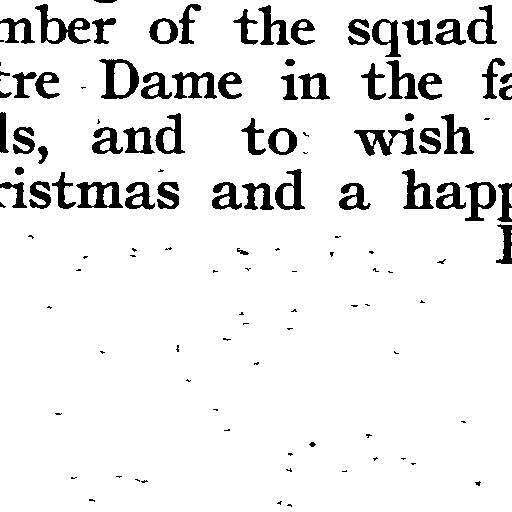 mber of the squad
tre Dame in the fa
ls, and to wish
ristmas and a happ